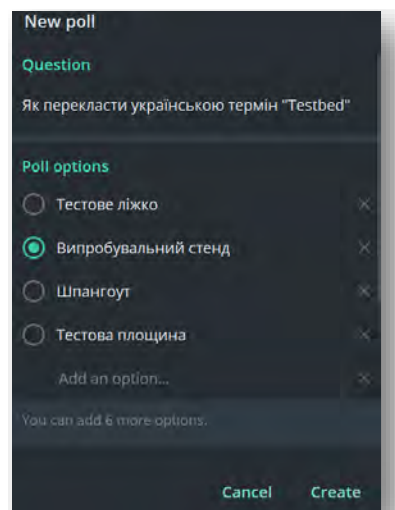 New poll
Question
Як перекласти українською термін "Testbed"
Poll options
Тестове ліжко
Випробувальний стенд
Шпангоут
Тестова площина
Add an option...
You can add 6 more options.
Cancel Create